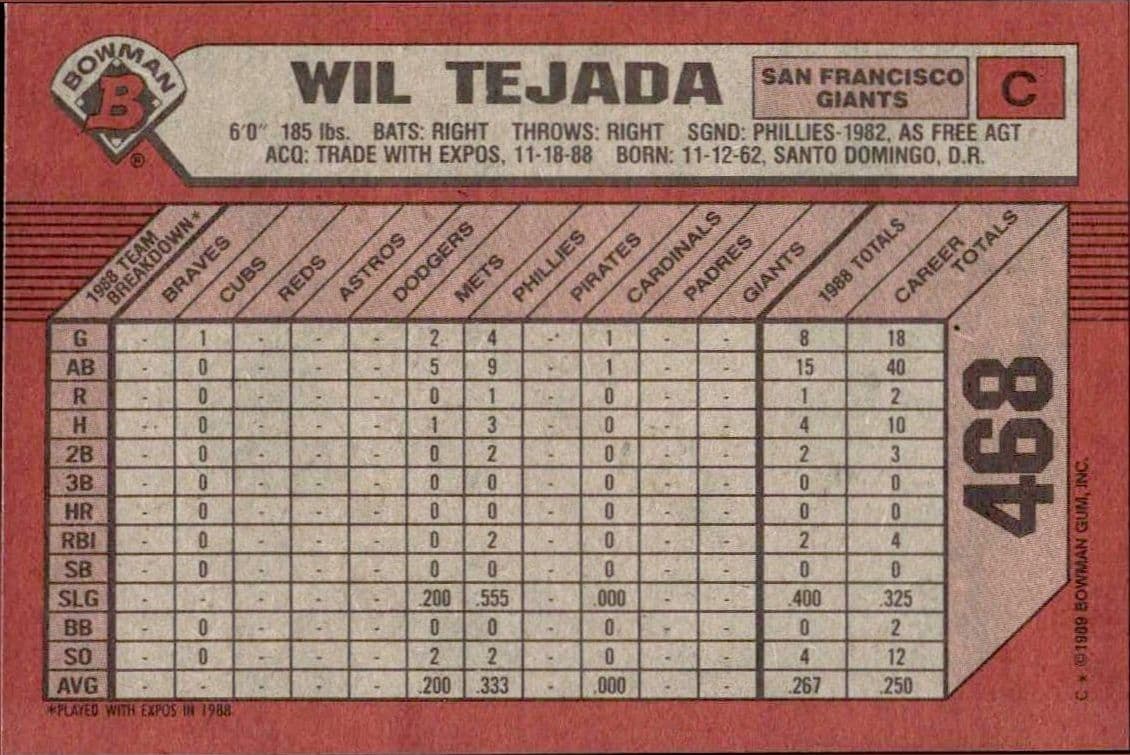 BOWMAN
B
®
WIL TEJADA
SAN FRANCISCO
GIANTS
C
6'0" 185 lbs. BATS: RIGHT THROWS: RIGHT SGND: PHILLIES-1982, AS FREE AGT
ACQ: TRADE WITH EXPOS, 11-18-88 BORN: 11-12-62, SANTO DOMINGO, D.R.
1988 TEAM
BREAKDOWN*
BRAVES
CUBS
REDS
ASTROS
DODGERS
METS
PHILLIES
PIRATES
CARDINALS
PADRES
GIANTS
1988 TOTALS
CAREER
TOTALS
G - 1 - - - 2 4 - 1 - - 8 18
AB - 0 - - - 5 9 - 1 - - 15 40
R - 0 - - - 0 1 - 0 - - 1 2
H - 0 - - - 1 3 - 0 - - 4 10
2B - 0 - - - 0 2 - 0 - - 2 3
3B - 0 - - - 0 0 - 0 - - 0 0
HR - 0 - - - 0 0 - 0 - - 0 0
RBI - 0 - - - 0 2 - 0 - - 2 4
SB - 0 - - - 0 0 - 0 - - 0 0
SLG - - - - - .200 .555 - .000 - - .400 .325
BB - 0 - - - 0 0 - 0 - - 0 2
SO - 0 - - - 2 2 - 0 - - 4 12
AVG - - - - - .200 .333 - .000 - - .267 .250
*PLAYED WITH EXPOS IN 1988
468
C * ©1989 BOWMAN GUM, INC.